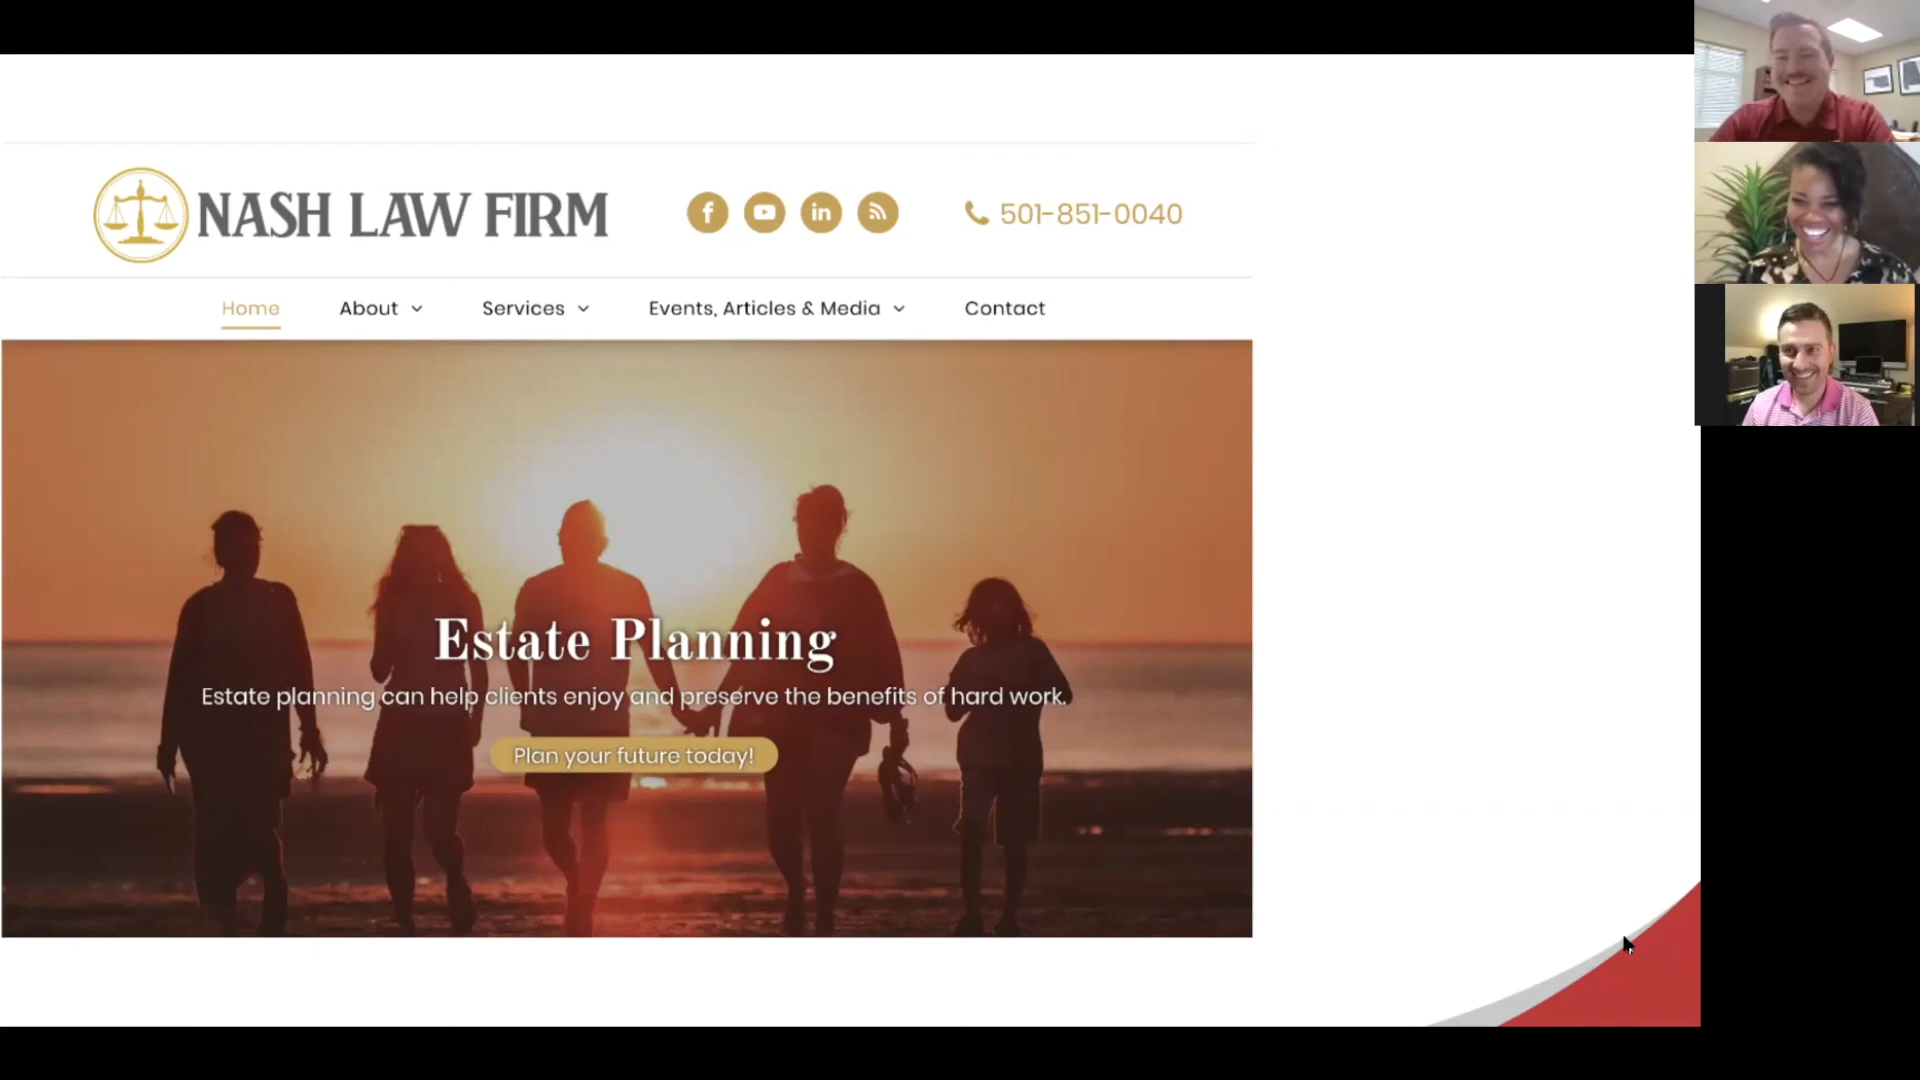 NASH LAW FIRM
501-851-0040
Home
About
Services
Events, Articles & Media
Contact
Estate Planning
Estate planning can help clients enjoy and preserve the benefits of hard work.
Plan your future today!